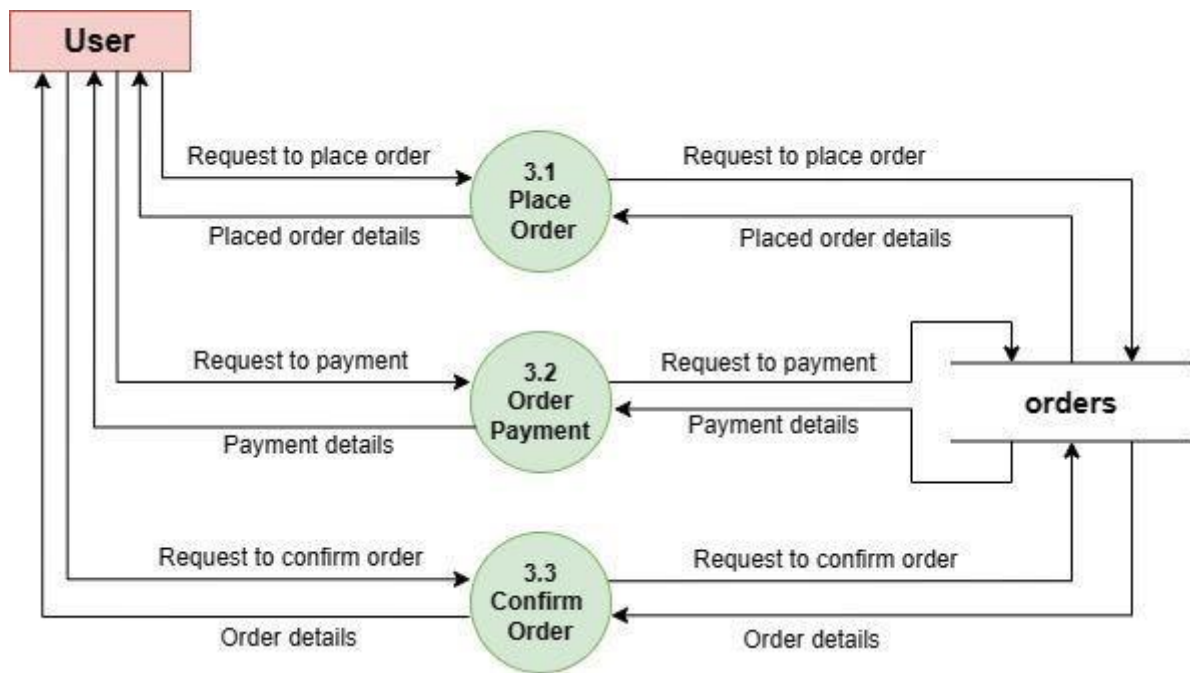 User
Request to place order
3.1
Place
Order
Request to place order
Placed order details
Placed order details
Request to payment
3.2
Order
Payment
Request to payment
orders
Payment details
Payment details
Request to confirm order
3.3
Confirm
Order
Request to confirm order
Order details
Order details